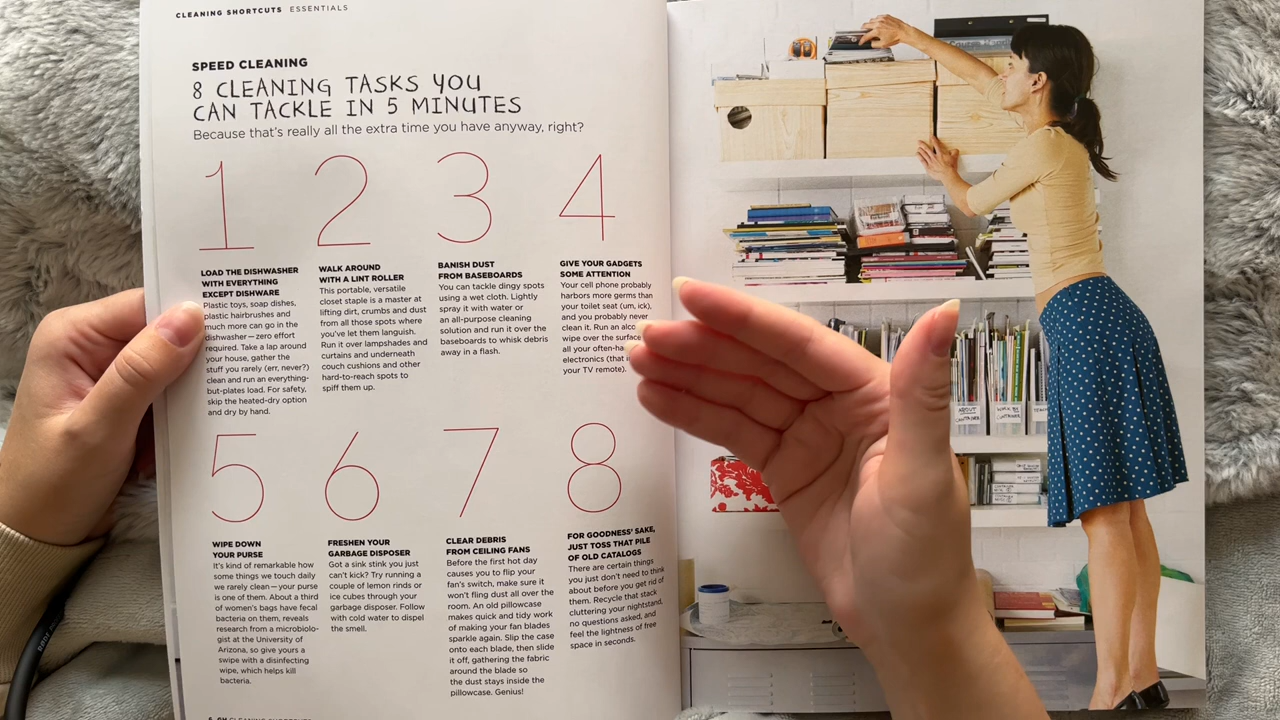 CLEANING SHORTCUTS ESSENTIALS
SPEED CLEANING
8 CLEANING TASKS YOU
CAN TACKLE IN 5 MINUTES
Because that's really all the extra time you have anyway, right?
1
LOAD THE DISHWASHER
WITH EVERYTHING
EXCEPT DISHWARE
Plastic toys, soap dishes,
plastic hairbrushes and
much more can go in the
dishwasher—zero effort
required. Take a lap around
your house, gather the
stuff you rarely (err, never?)
clean and run an everything-
but-plates load. For safety,
skip the heated-dry option
and dry by hand.
2
WALK AROUND
WITH A LINT ROLLER
This portable, versatile
closet staple is a master at
lifting dirt, crumbs and dust
from all those spots where
you've let them languish.
Run it over lampshades and
curtains and underneath
couch cushions and other
hard-to-reach spots to
spiff them up.
3
BANISH DUST
FROM BASEBOARDS
You can tackle dingy spots
using a wet cloth. Lightly
spray it with water or
an all-purpose cleaning
solution and run it over the
baseboards to whisk debris
away in a flash.
4
GIVE YOUR GADGETS
SOME ATTENTION
Your cell phone probably
harbors more germs than
your toilet seat (um, ick),
and you probably never
clean it. Run an
wipe over the
all your
electronics (that
your TV remote).
5
WIPE DOWN
YOUR PURSE
It's kind of remarkable how
some things we touch daily
we rarely clean—your purse
is one of them. About a third
of women's bags have fecal
bacteria on them, reveals
research from a microbiolo-
gist at the University of
Arizona, so give yours a
swipe with a disinfecting
wipe, which helps kill
bacteria.
6
FRESHEN YOUR
GARBAGE DISPOSER
Got a sink stink you just
can't kick? Try running a
couple of lemon rinds or
ice cubes through your
garbage disposer. Follow
with cold water to dispel
the smell.
7
CLEAR DEBRIS
FROM CEILING FANS
Before the first hot day
causes you to flip your
fan's switch, make sure it
won't fling dust all over the
room. An old pillowcase
makes quick and tidy work
of making your fan blades
sparkle again. Slip the case
onto each blade, then slide
it off, gathering the fabric
around the blade so
the dust stays inside the
pillowcase. Genius!
8
FOR GOODNESS' SAKE,
JUST TOSS THAT PILE
OF OLD CATALOGS
There are certain things
you just don't need to think
about before you get rid of
them. Recycle that stack
cluttering your nightstand,
no questions asked, and
feel the lightness of free
space in seconds.
ABOUT
CONTAINER
WORK BY
CONTAINER